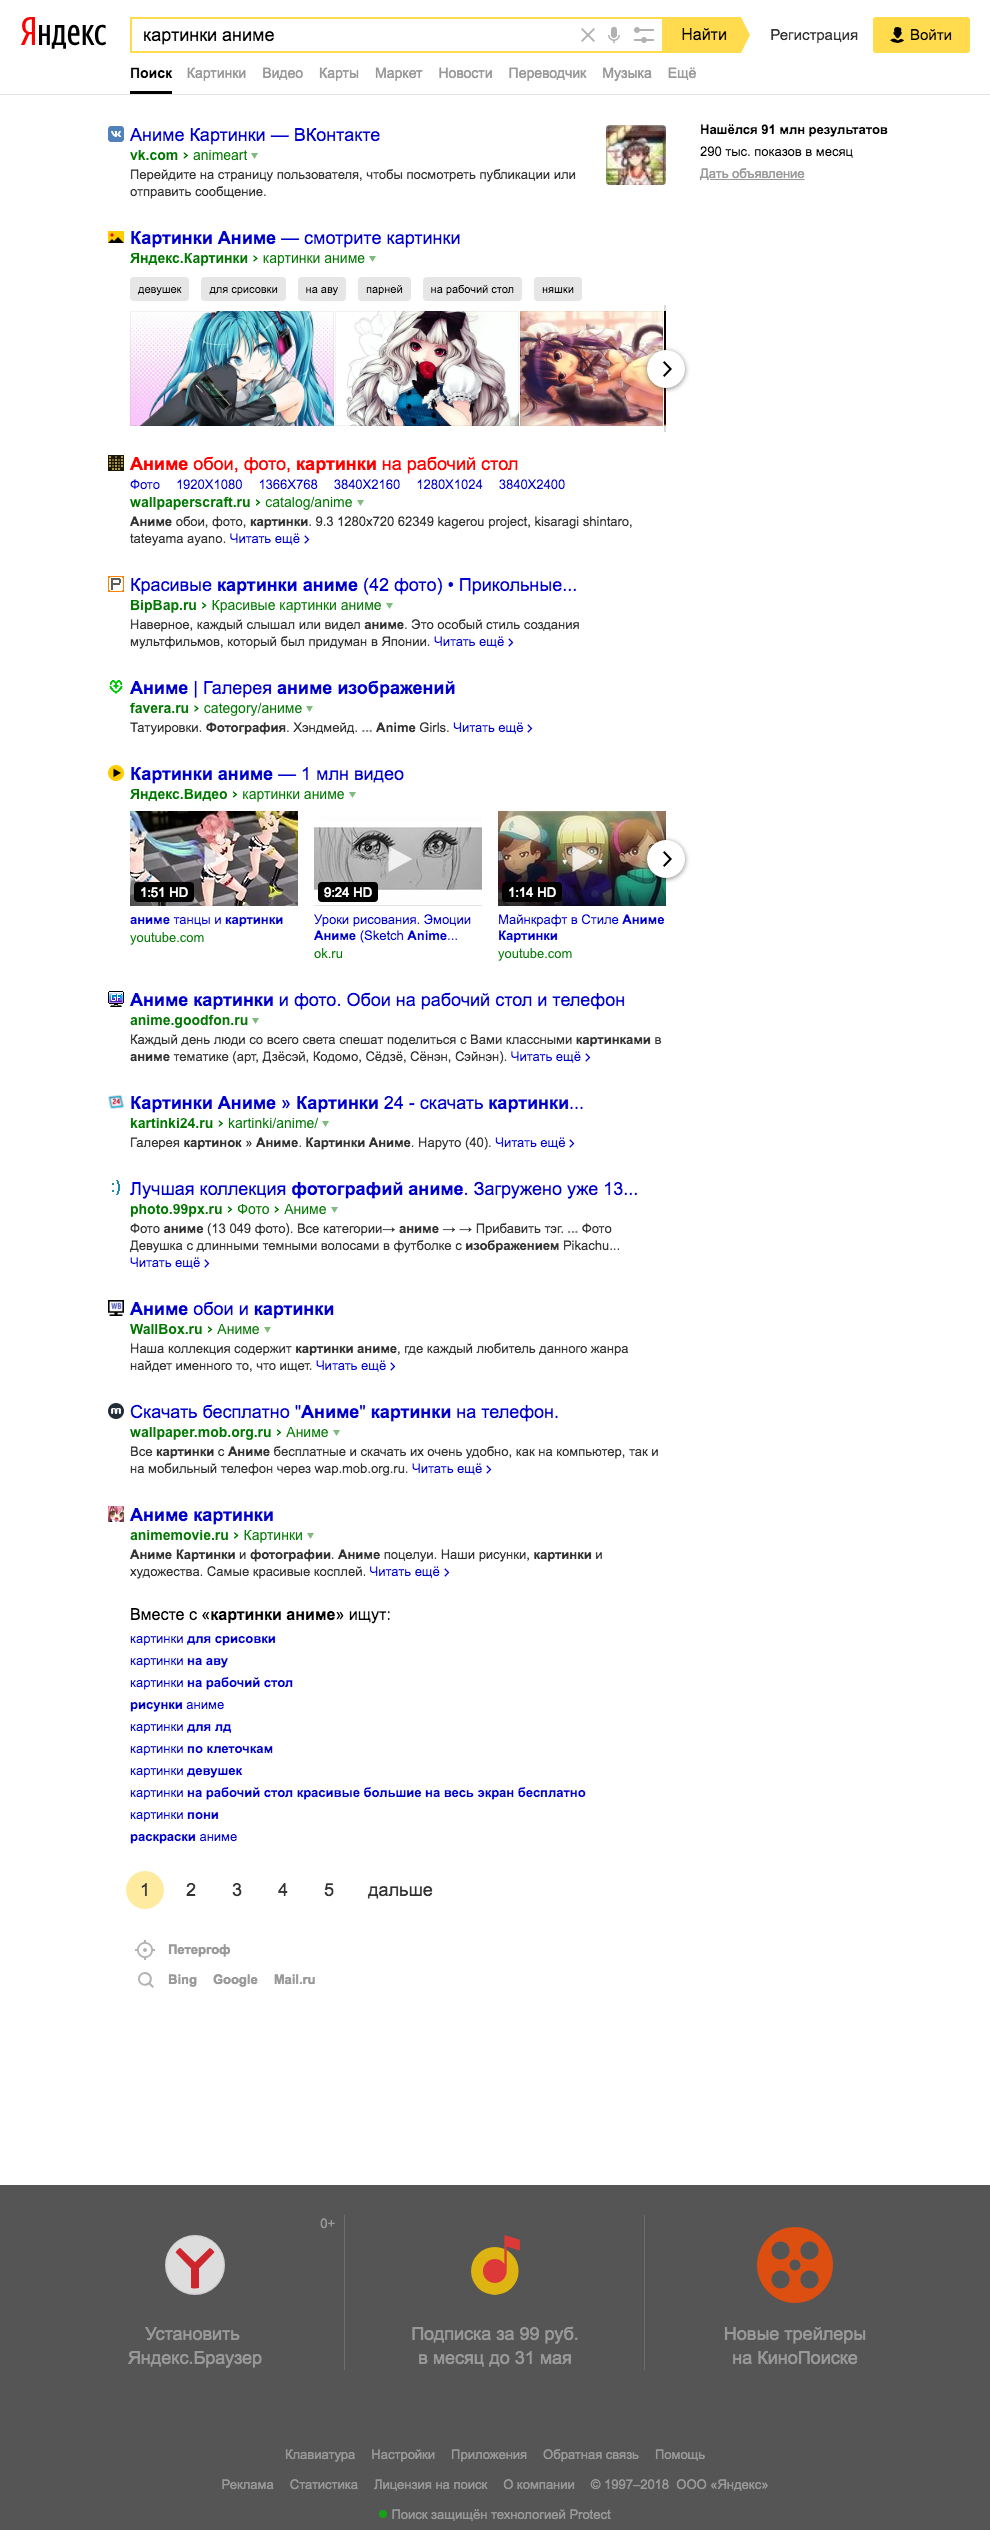 Яндекс
картинки аниме
Найти
Регистрация
Войти
Поиск Картинки Видео Карты Маркет Новости Переводчик Музыка Ещё
Аниме Картинки — ВКонтакте
vk.com › animeart
Перейдите на страницу пользователя, чтобы посмотреть публикации или
отправить сообщение.
Нашёлся 91 млн результатов
290 тыс. показов в месяц
Дать объявление
Картинки Аниме — смотрите картинки
Яндекс.Картинки › картинки аниме
девушек для срисовки на аву парней на рабочий стол няшки
Аниме обои, фото, картинки на рабочий стол
Фото 1920X1080 1366X768 3840X2160 1280X1024 3840X2400
wallpaperscraft.ru › catalog/anime
Аниме обои, фото, картинки. 9.3 1280x720 62349 kagerou project, kisaragi shintaro,
tateyama ayano. Читать ещё ›
Красивые картинки аниме (42 фото) • Прикольные...
BipBap.ru › Красивые картинки аниме
Наверное, каждый слышал или видел аниме. Это особый стиль создания
мультфильмов, который был придуман в Японии. Читать ещё ›
Аниме | Галерея аниме изображений
favera.ru › category/аниме
Татуировки. Фотография. Хэндмейд. ... Anime Girls. Читать ещё ›
Картинки аниме — 1 млн видео
Яндекс.Видео › картинки аниме
1:51 HD
9:24 HD
1:14 HD
аниме танцы и картинки
youtube.com
Уроки рисования. Эмоции
Аниме (Sketch Anime...
ok.ru
Майнкрафт в Стиле Аниме
Картинки
youtube.com
Аниме картинки и фото. Обои на рабочий стол и телефон
anime.goodfon.ru
Каждый день люди со всего света спешат поделиться с Вами классными картинками в
аниме тематике (арт, Дзёсэй, Кодомо, Сёдзё, Сёнэн, Сэйнэн). Читать ещё ›
24
Картинки Аниме » Картинки 24 - скачать картинки...
kartinki24.ru › kartinki/anime/
Галерея картинок » Аниме. Картинки Аниме. Наруто (40). Читать ещё ›
:)
Лучшая коллекция фотографий аниме. Загружено уже 13...
photo.99px.ru › Фото › Аниме
Фото аниме (13 049 фото). Все категории→ аниме → → Прибавить тэг. ... Фото
Девушка с длинными темными волосами в футболке с изображением Pikachu...
Читать ещё ›
WB
Аниме обои и картинки
WallBox.ru › Аниме
Наша коллекция содержит картинки аниме, где каждый любитель данного жанра
найдет именного то, что ищет. Читать ещё ›
m
Скачать бесплатно "Аниме" картинки на телефон.
wallpaper.mob.org.ru › Аниме
Все картинки с Аниме бесплатные и скачать их очень удобно, как на компьютер, так и
на мобильный телефон через wap.mob.org.ru. Читать ещё ›
Аниме картинки
animemovie.ru › Картинки
Аниме Картинки и фотографии. Аниме поцелуи. Наши рисунки, картинки и
художества. Самые красивые косплей. Читать ещё ›
Вместе с «картинки аниме» ищут:
картинки для срисовки
картинки на аву
картинки на рабочий стол
рисунки аниме
картинки для лд
картинки по клеточкам
картинки девушек
картинки на рабочий стол красивые большие на весь экран бесплатно
картинки пони
раскраски аниме
1 2 3 4 5 дальше
Петергоф
Bing Google Mail.ru
0+
Установить
Яндекс.Браузер
Подписка за 99 руб.
в месяц до 31 мая
Новые трейлеры
на КиноПоиске
Клавиатура Настройки Приложения Обратная связь Помощь
Реклама Статистика Лицензия на поиск О компании © 1997–2018 ООО «Яндекс»
Поиск защищён технологией Protect